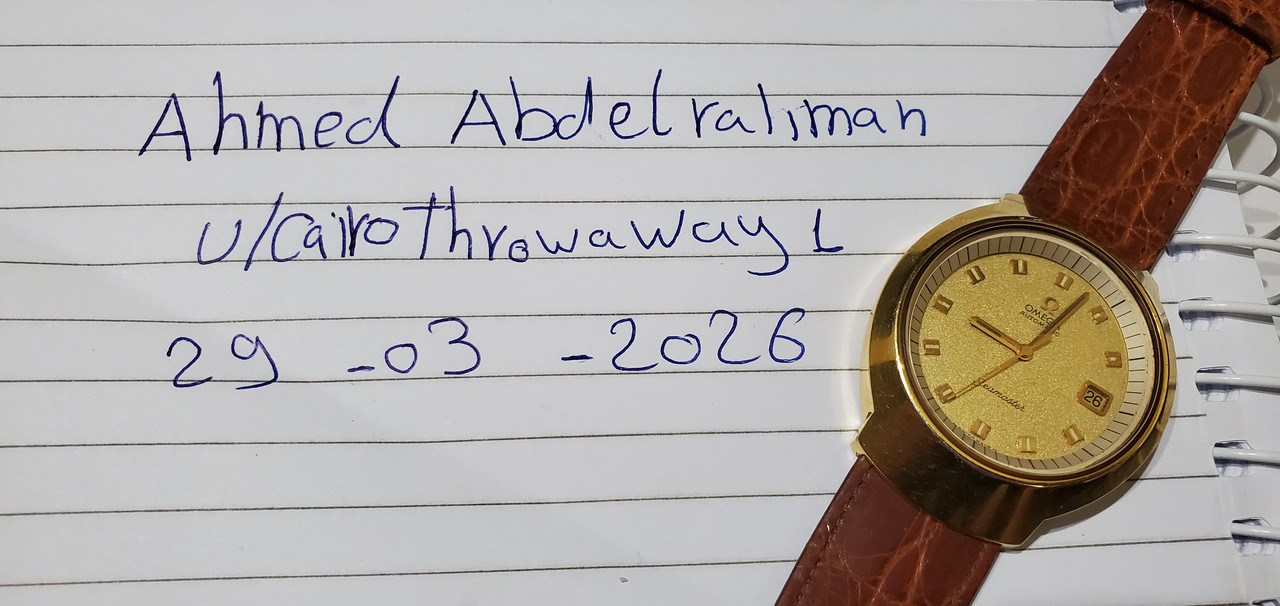 Ahmed Abdelrahman
u/Cairothrowaway1
29 -03 -2026
Ω
OMEGA
AUTOMATIC
Seamaster
26